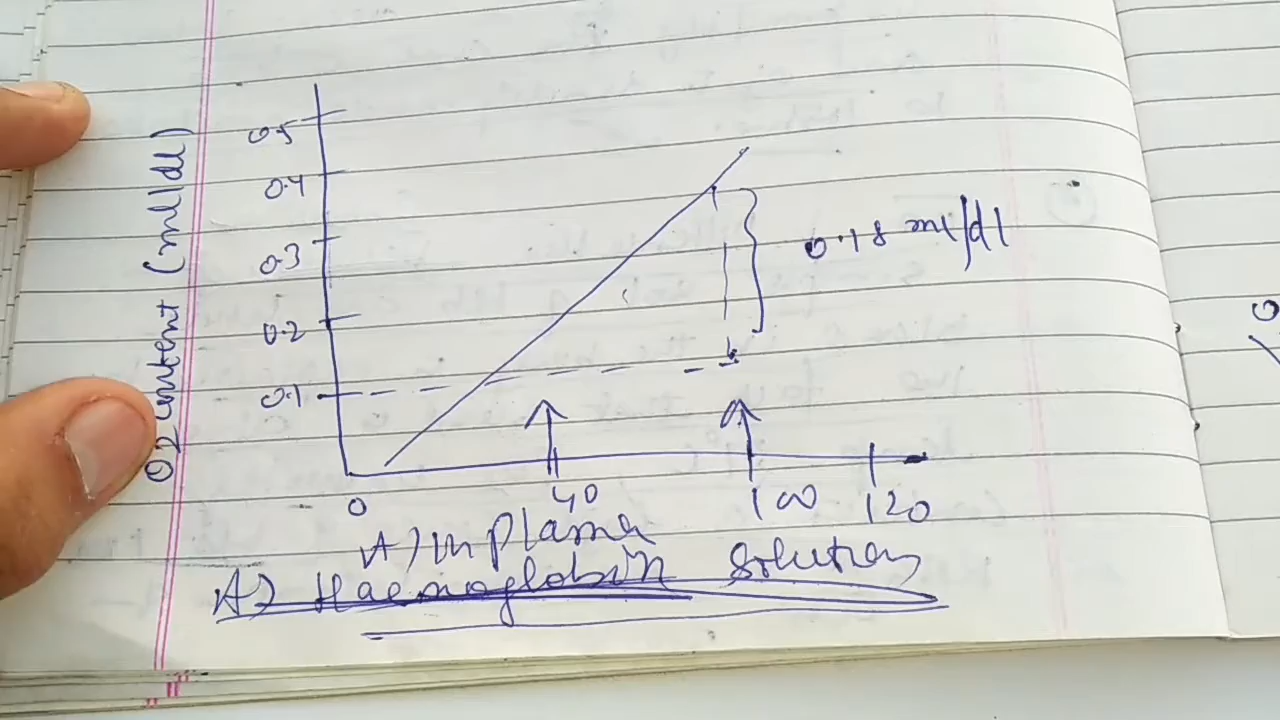 O2 Content (ml/dl)
0.5
0.4
0.3
0.2
0.1
0.18 ml/dl
0
40
100
120
A) In Plama
A) Haemoglobin Solution